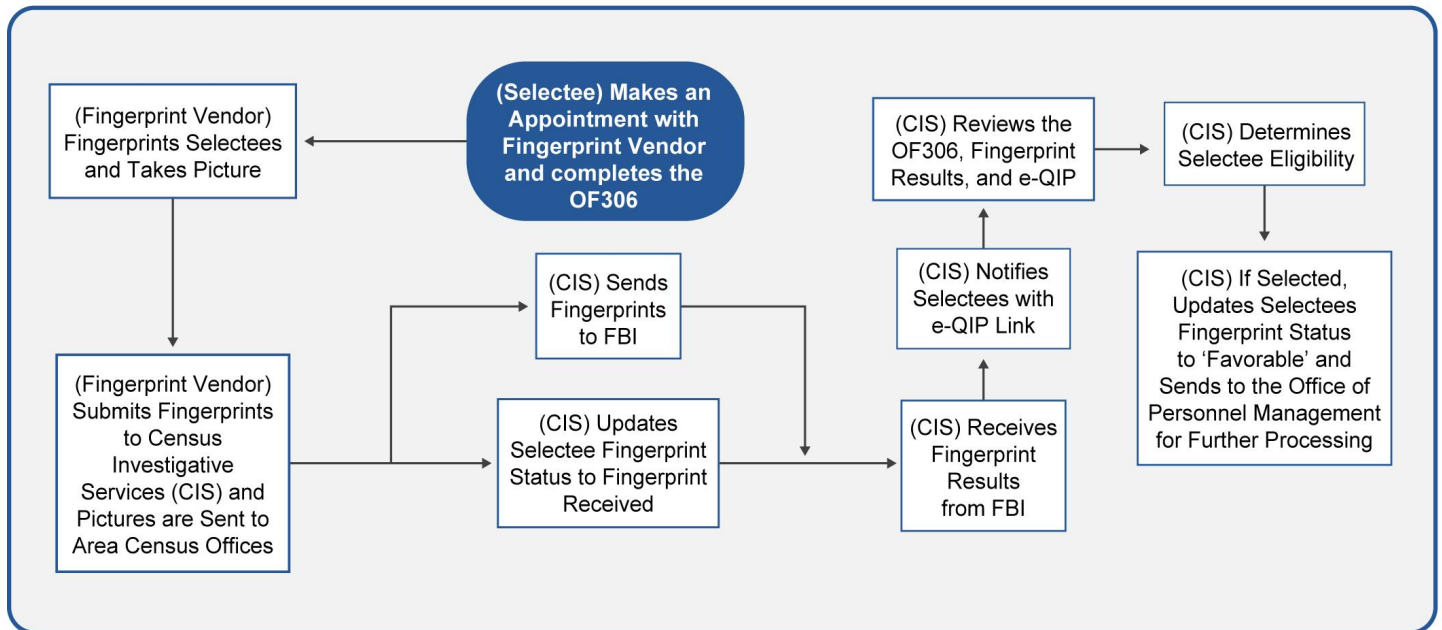 (Selectee) Makes an
Appointment with
Fingerprint Vendor
and completes the
OF306
(Fingerprint Vendor)
Fingerprints Selectees
and Takes Picture
(Fingerprint Vendor)
Submits Fingerprints
to Census
Investigative
Services (CIS) and
Pictures are Sent to
Area Census Offices
(CIS) Sends
Fingerprints
to FBI
(CIS) Updates
Selectee Fingerprint
Status to Fingerprint
Received
(CIS) Receives
Fingerprint
Results
from FBI
(CIS) Notifies
Selectees with
e-QIP Link
(CIS) Reviews the
OF306, Fingerprint
Results, and e-QIP
(CIS) Determines
Selectee Eligibility
(CIS) If Selected,
Updates Selectees
Fingerprint Status
to ‘Favorable’ and
Sends to the Office of
Personnel Management
for Further Processing